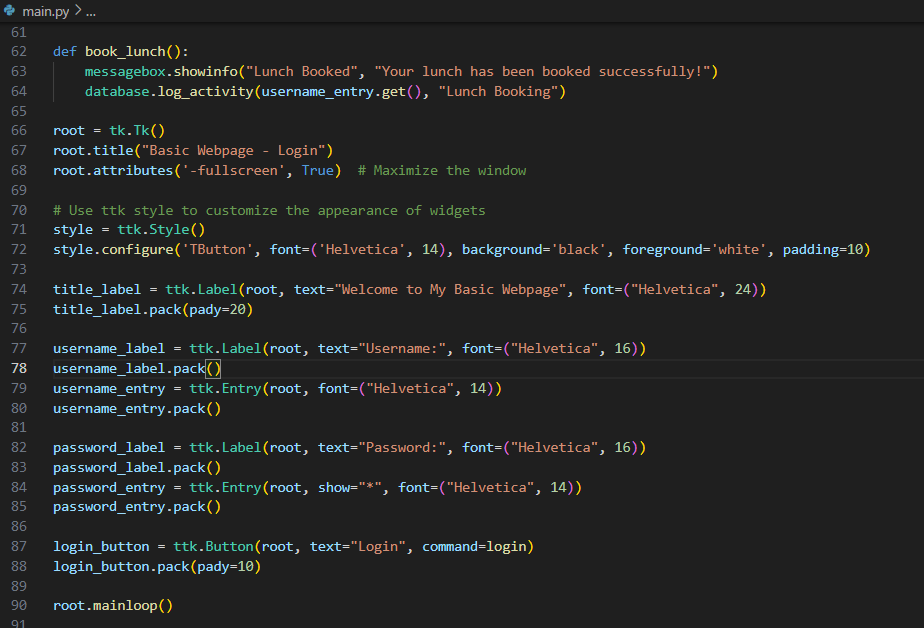 main.py > ...
61
62 def book_lunch():
63     messagebox.showinfo("Lunch Booked", "Your lunch has been booked successfully!")
64     database.log_activity(username_entry.get(), "Lunch Booking")
65
66 root = tk.Tk()
67 root.title("Basic Webpage - Login")
68 root.attributes('-fullscreen', True)  # Maximize the window
69
70 # Use ttk style to customize the appearance of widgets
71 style = ttk.Style()
72 style.configure('TButton', font=('Helvetica', 14), background='black', foreground='white', padding=10)
73
74 title_label = ttk.Label(root, text="Welcome to My Basic Webpage", font=("Helvetica", 24))
75 title_label.pack(pady=20)
76
77 username_label = ttk.Label(root, text="Username:", font=("Helvetica", 16))
78 username_label.pack()
79 username_entry = ttk.Entry(root, font=("Helvetica", 14))
80 username_entry.pack()
81
82 password_label = ttk.Label(root, text="Password:", font=("Helvetica", 16))
83 password_label.pack()
84 password_entry = ttk.Entry(root, show="*", font=("Helvetica", 14))
85 password_entry.pack()
86
87 login_button = ttk.Button(root, text="Login", command=login)
88 login_button.pack(pady=10)
89
90 root.mainloop()
91